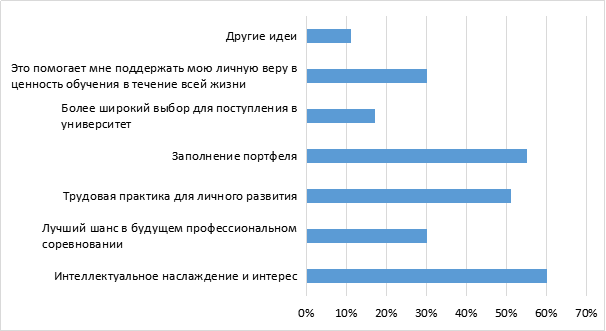 Другие идеи
Это помогает мне поддержать мою личную веру в
ценность обучения в течение всей жизни
Более широкий выбор для поступления в
университет
Заполнение портфеля
Трудовая практика для личного развития
Лучший шанс в будущем профессиональном
соревновании
Интеллектуальное наслаждение и интерес
0% 10% 20% 30% 40% 50% 60% 70%